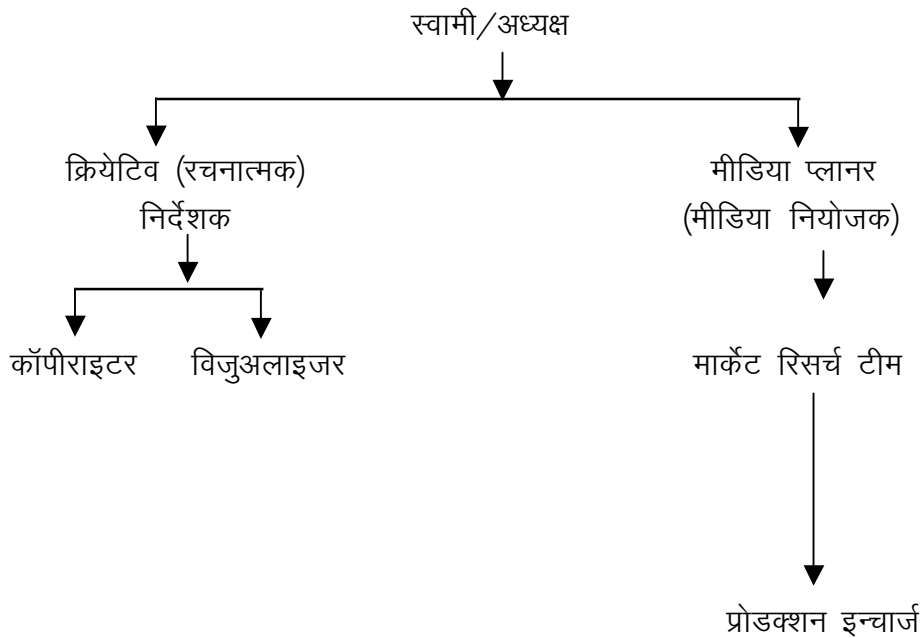 स्वामी/अध्यक्ष
क्रियेटिव (रचनात्मक)
निर्देशक
मीडिया प्लानर
(मीडिया नियोजक)
कॉपीराइटर
विजुअलाइजर
मार्केट रिसर्च टीम
प्रोडक्शन इन्चार्ज